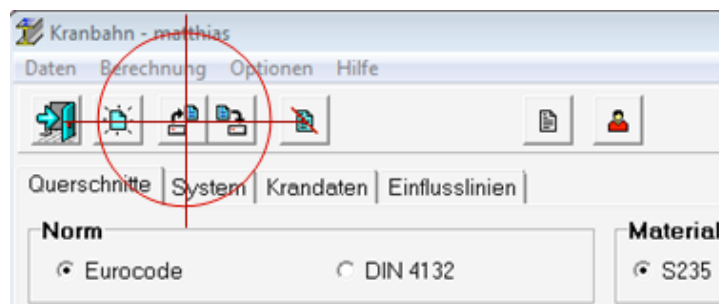 Kranbahn - matthias
Daten Berechnung Optionen Hilfe
Querschnitte System Krandaten Einflusslinien
Norm Material
Eurocode DIN 4132 S235